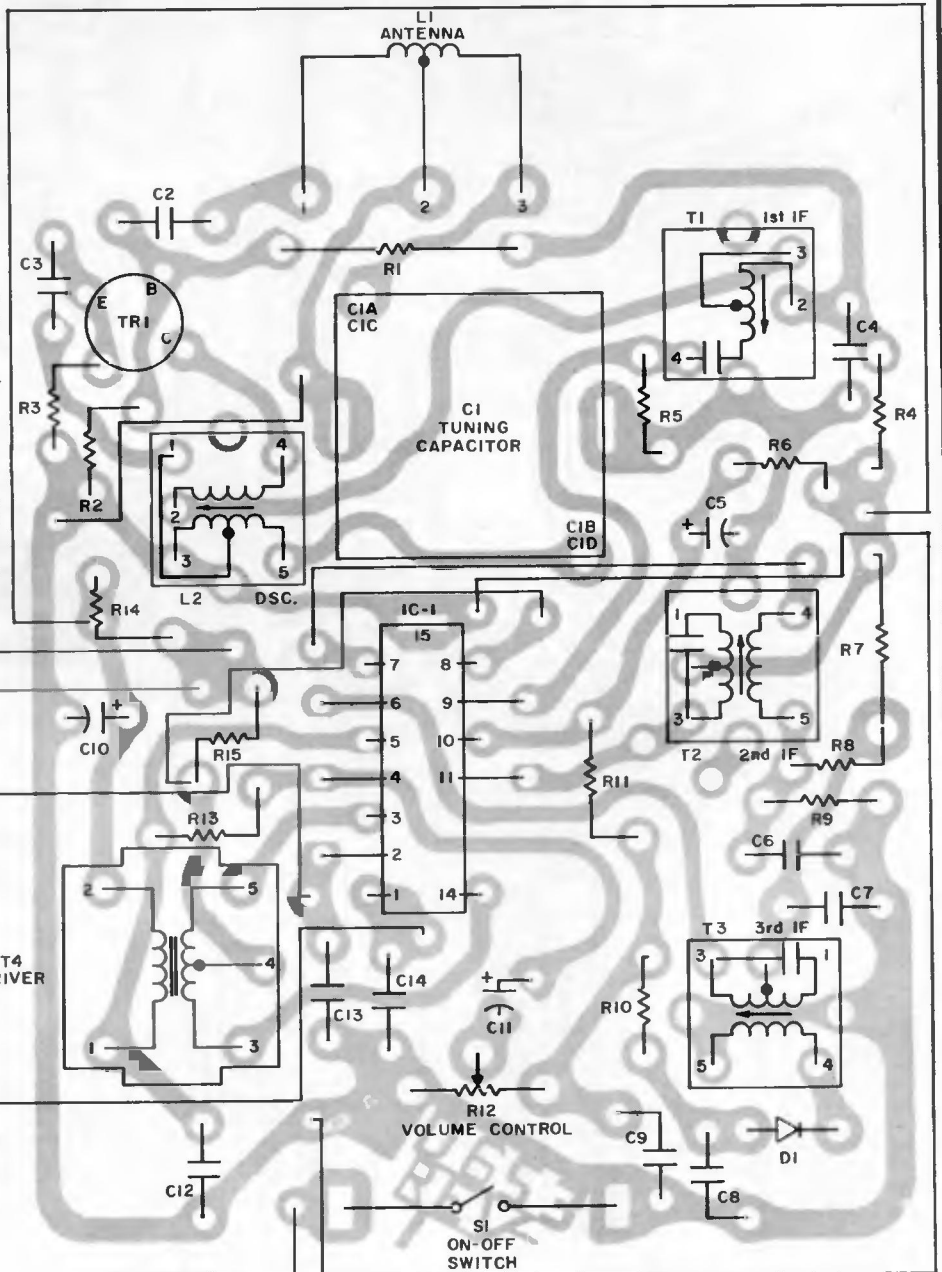 L1
ANTENNA
1
2
3
C2
C3
E
B
C
TR1
R1
T1
1st IF
3
2
4
C4
C1A
C1C
R3
R2
C1
TUNING
CAPACITOR
R5
R4
R6
1
4
2
3
5
L2
OSC.
C5
+
C1B
C1D
R14
IC-1
15
7
8
6
9
5
10
4
11
3
2
1
14
1
4
3
5
T2
2nd IF
R7
C10
+
R15
R11
R8
R9
R13
C6
C7
2
5
4
1
3
T4
RIVER
C13
C14
+
C11
R10
T3
3rd IF
3
1
5
4
R12
VOLUME CONTROL
C9
D1
C12
C8
S1
ON-OFF
SWITCH